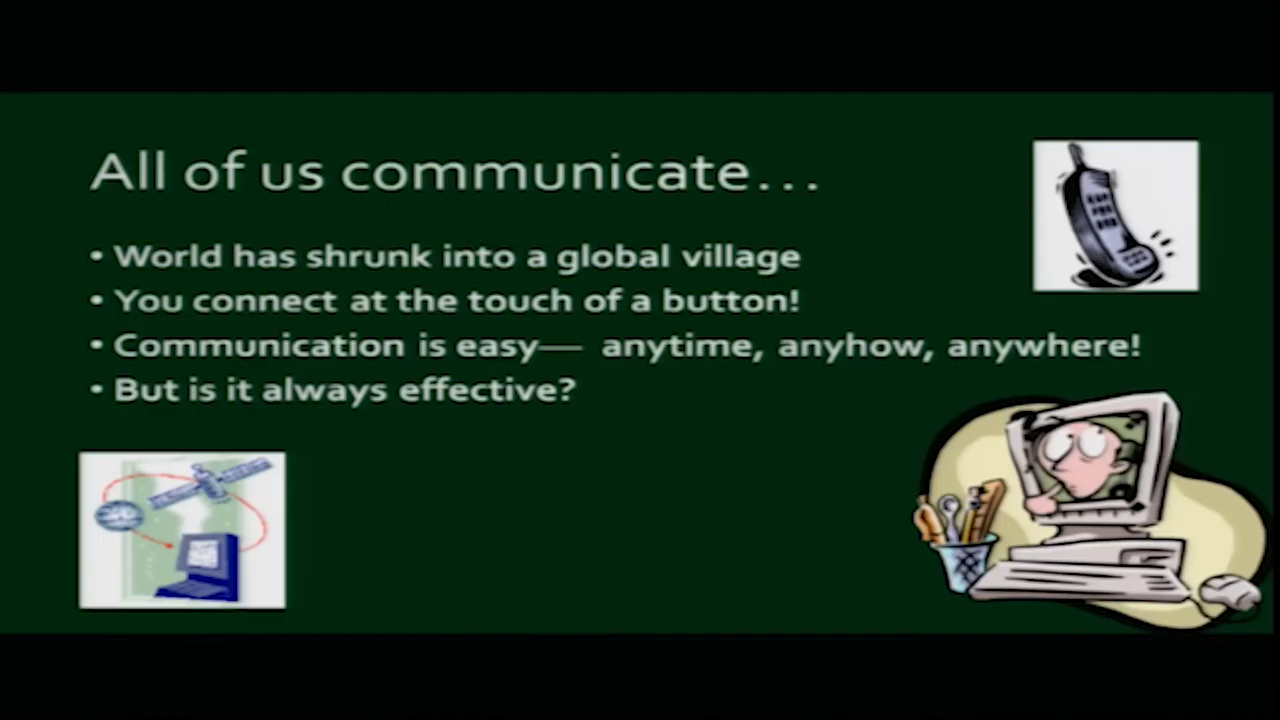 All of us communicate...
• World has shrunk into a global village
• You connect at the touch of a button!
• Communication is easy— anytime, anyhow, anywhere!
• But is it always effective?